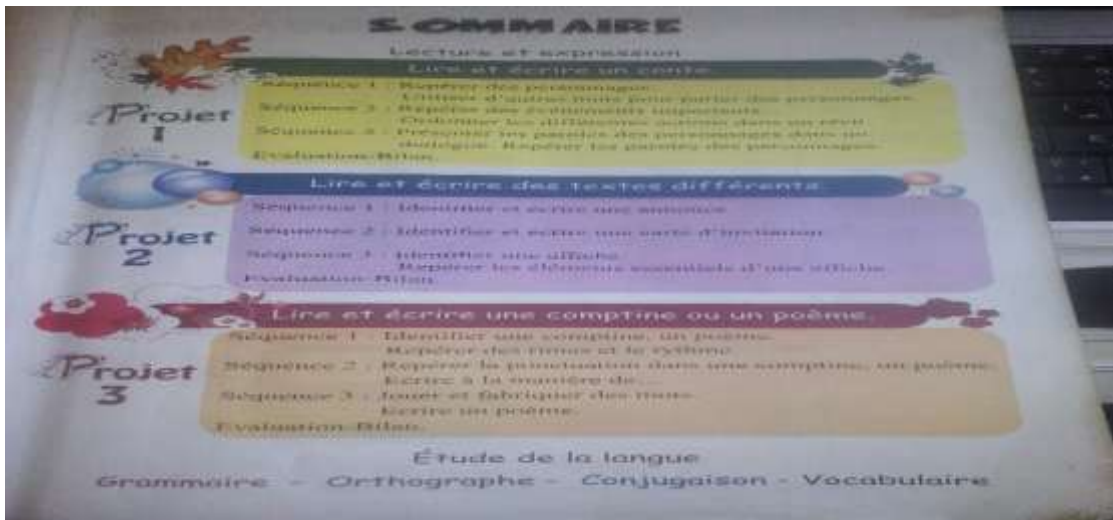 SOMMAIRE
Lecture et expression
Lire et écrire un conte
Projet
1
Séquence 1 : Repérer des personnages.
d'autres mots pour parler des personnages.
Séquence 2 : Repérer des événements importants.
Ordonner les différentes actions dans un récit.
Séquence 3 : Présenter les paroles des personnages dans un
dialogue. Repérer les paroles des personnages.
Evaluation-Bilan.
Lire et écrire des textes différents
Projet
2
Séquence 1 : Identifier et écrire une annonce
Séquence 2 : Identifier et écrire une carte d'invitation
Séquence 3 : Identifier une affiche
Repérer les éléments essentiels d'une affiche
Evaluation-Bilan
Lire et écrire une comptine ou un poème.
Projet
3
Séquence 1 : Identifier une comptine, un poème.
Repérer des rimes et le rythme.
Séquence 2 : Repérer la ponctuation dans une comptine, un poème.
Ecrire à la manière de...
Séquence 3 : Jouer et fabriquer des mots
Ecrire un poème.
Evaluation-Bilan.
Étude de la langue
Grammaire - Orthographe - Conjugaison - Vocabulaire